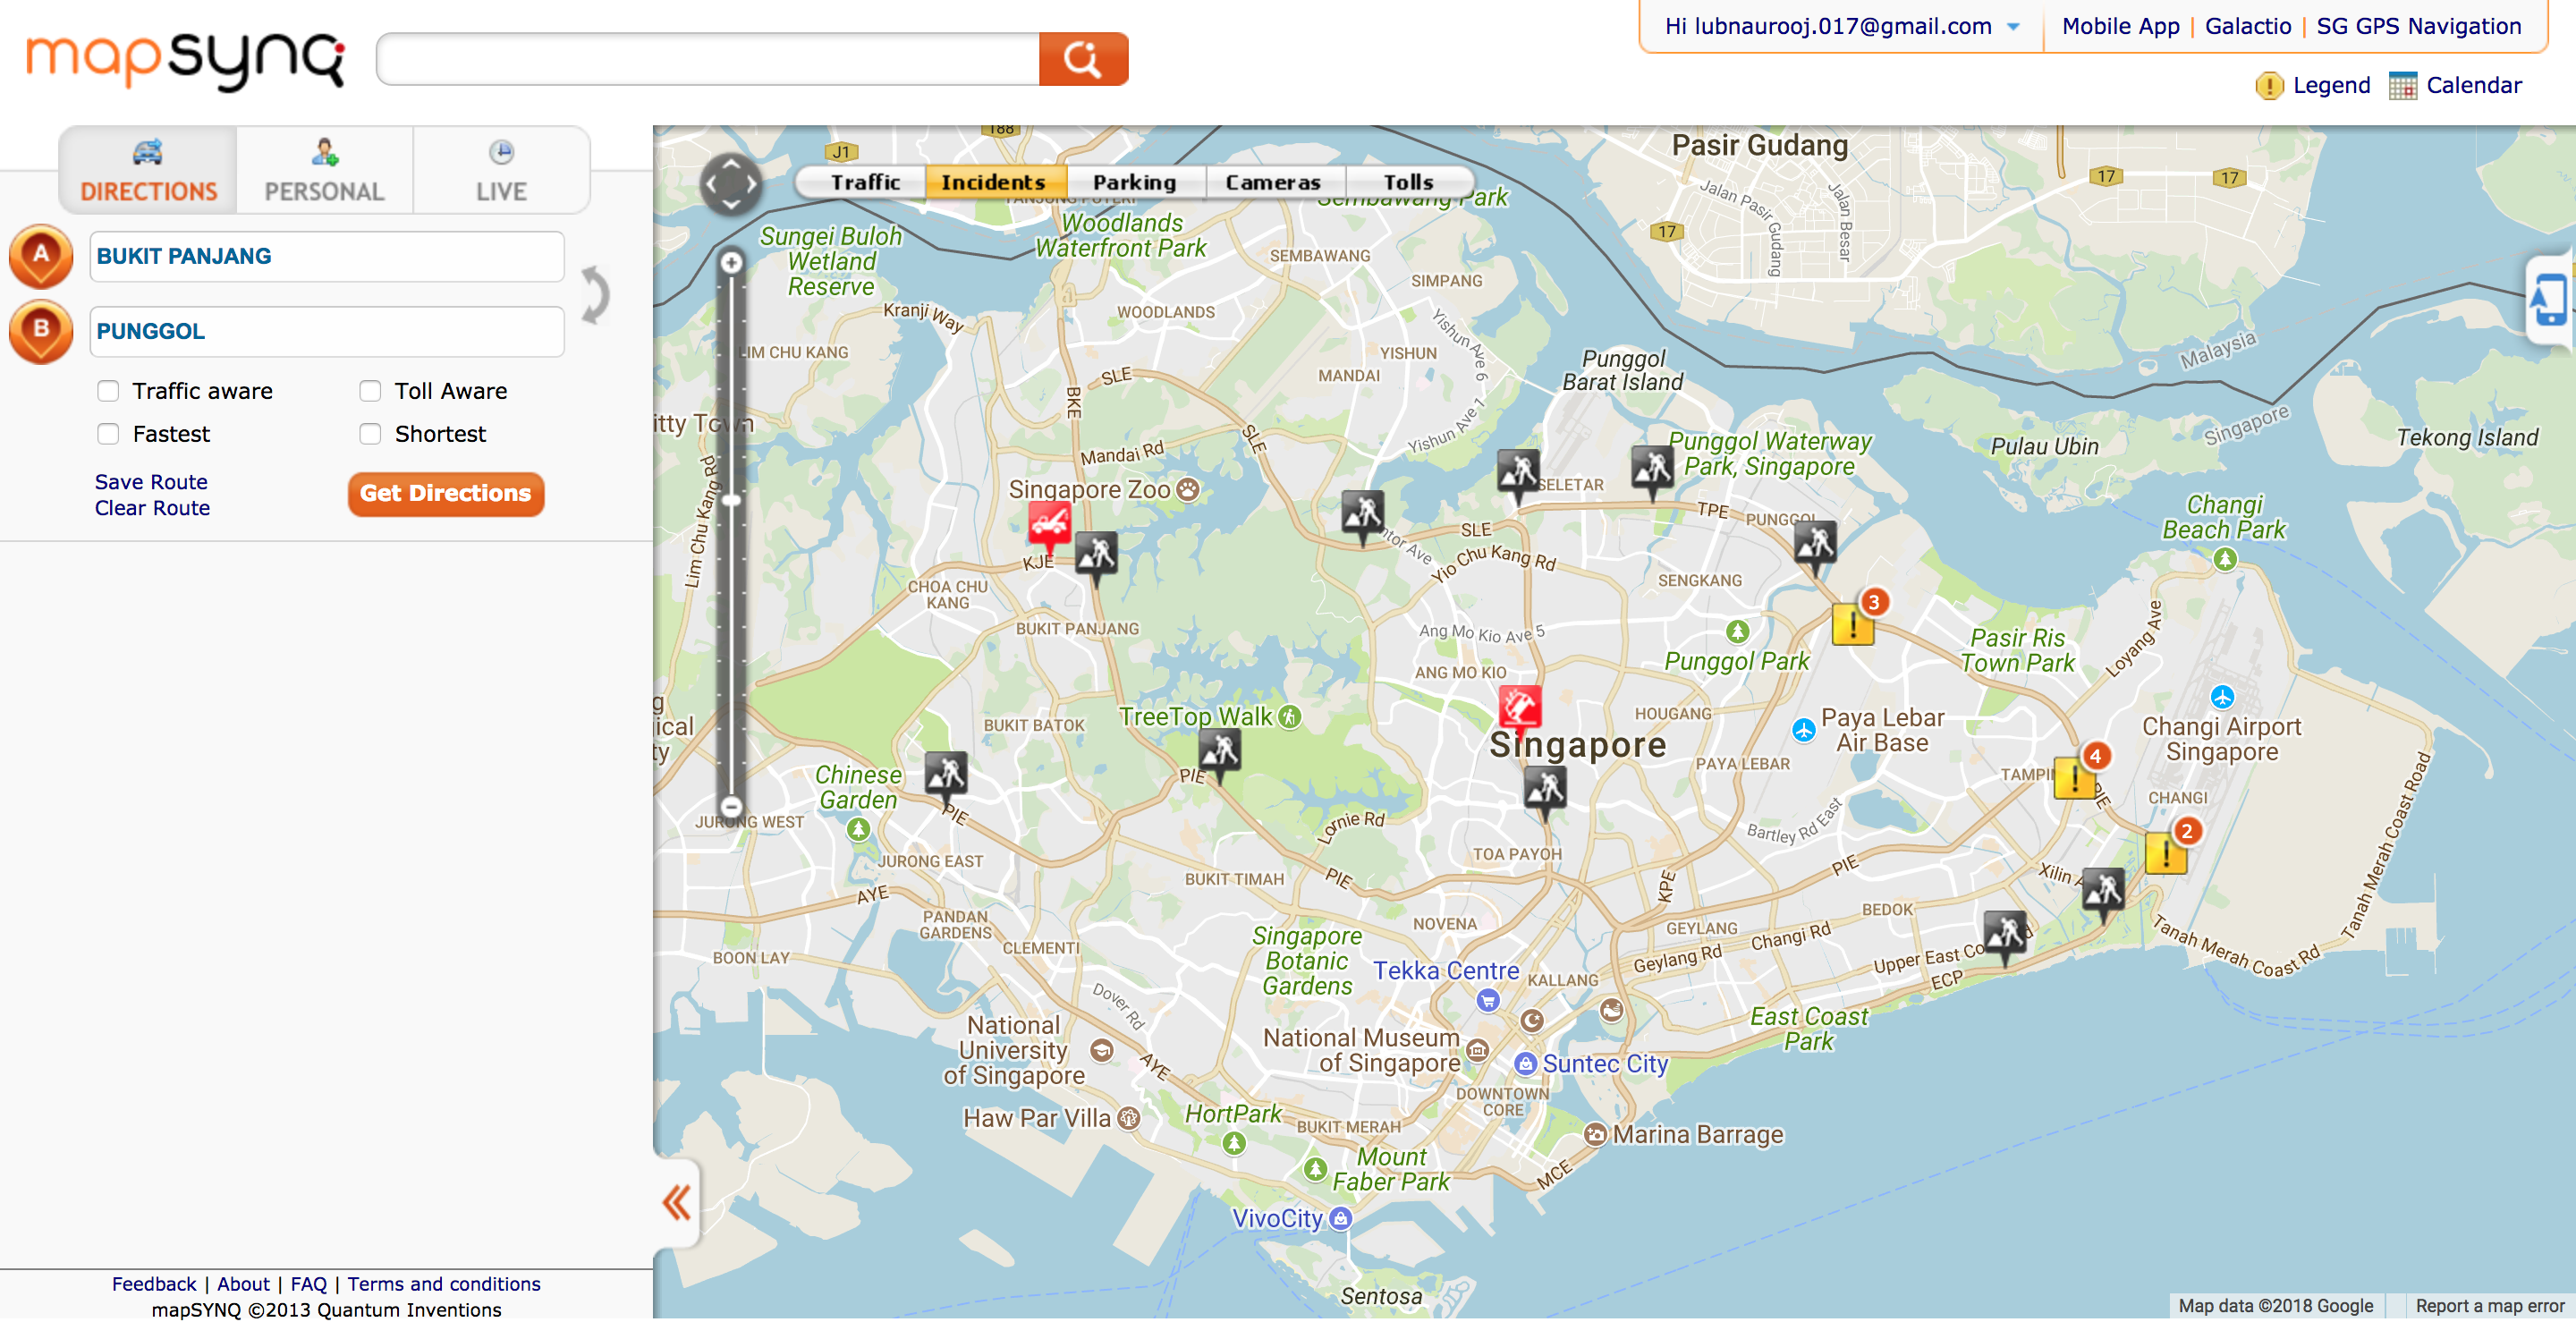 mapsynq
Hi lubnaurooj.017@gmail.com
Mobile App | Galactio | SG GPS Navigation
Legend
Calendar
DIRECTIONS
PERSONAL
LIVE
A
BUKIT PANJANG
B
PUNGGOL
Traffic aware
Toll Aware
Fastest
Shortest
Save Route
Clear Route
Get Directions
Feedback | About | FAQ | Terms and conditions
mapSYNQ ©2013 Quantum Inventions
Traffic
Incidents
Parking
Cameras
Tolls
188
J1
Pasir Gudang
Jalan Pasir Gudang
Jalan Besar
17
17
17
Sembawang Park
Woodlands
Waterfront Park
Sungei Buloh
Wetland
Reserve
SEMBAWANG
SIMPANG
Kranji Way
WOODLANDS
LIM CHU KANG
YISHUN
Yishun Ave 6
MANDAI
Punggol
Barat Island
Malaysia
Singapore
SLE
BKE
SLE
Yishun Ave 1
Mandai Rd
Lim Chu Kang Rd
Punggol Waterway
Park, Singapore
Pulau Ubin
Tekong Island
Singapore Zoo
SELETAR
TPE
PUNGGOL
Changi
Beach Park
SLE
Yio Chu Kang Rd
KJE
CHOA CHU
KANG
SENGKANG
3
BUKIT PANJANG
Ang Mo Kio Ave 5
Punggol Park
Pasir Ris
Town Park
Loyang Ave
ANG MO KIO
TreeTop Walk
BUKIT BATOK
HOUGANG
Paya Lebar
Air Base
Changi Airport
Singapore
Singapore
PAYA LEBAR
4
PIE
CHANGI
Chinese
Garden
PIE
PIE
JURONG WEST
Lornie Rd
Bartley Rd East
2
JURONG EAST
TOA PAYOH
BUKIT TIMAH
PIE
PIE
KPE
AYE
Tanah Merah Coast Road
BEDOK
PANDAN
GARDENS
CLEMENTI
NOVENA
GEYLANG
Changi Rd
Geylang Rd
Upper East Co
ECP
Tanah Merah Coast Rd
BOON LAY
Singapore
Botanic
Gardens
Tekka Centre
KALLANG
Dover Rd
East Coast
Park
National
University
of Singapore
AYE
National Museum
of Singapore
Suntec City
DOWNTOWN
CORE
Haw Par Villa
HortPark
BUKIT MERAH
Marina Barrage
Mount
Faber Park
MCE
VivoCity
Sentosa
Map data ©2018 Google
Report a map error